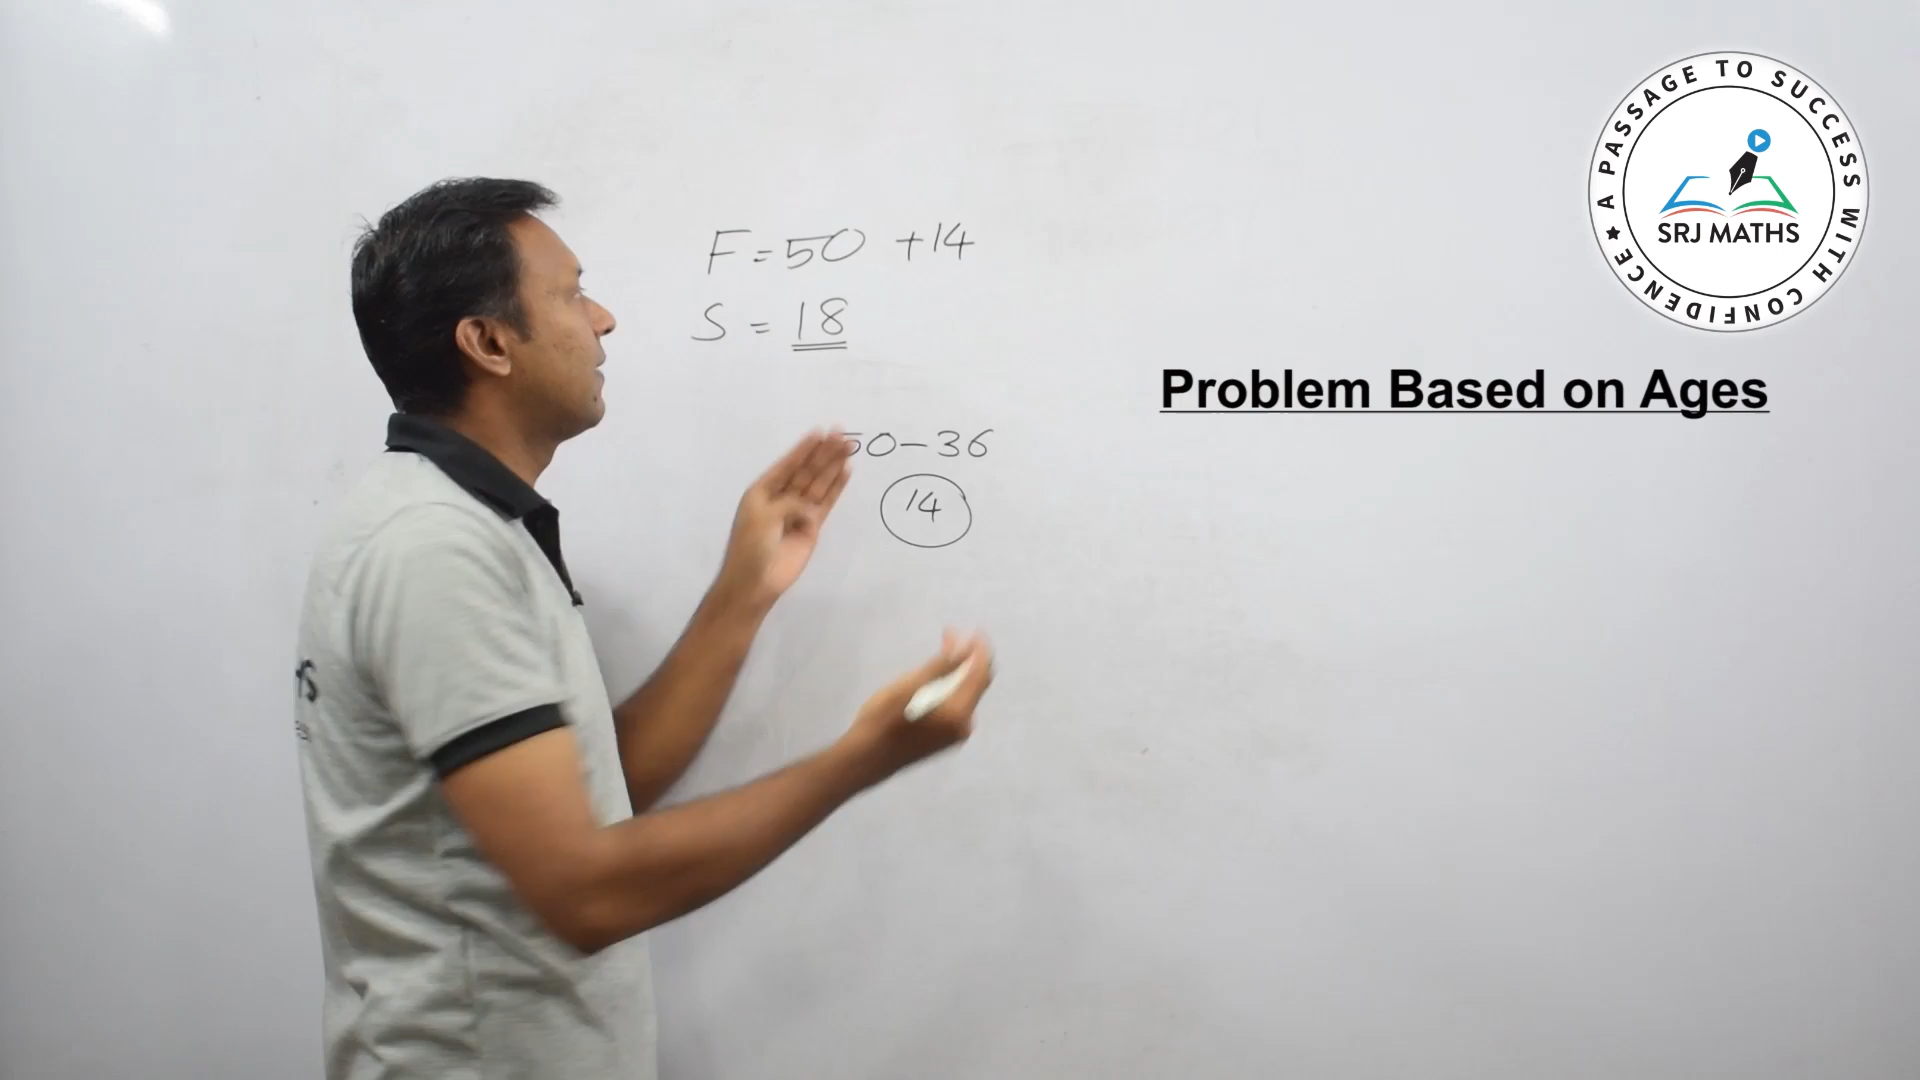 F = 50 + 14
S = 18
50 - 36
14
A PASSAGE TO SUCCESS WITH CONFIDENCE ★
SRJ MATHS
Problem Based on Ages